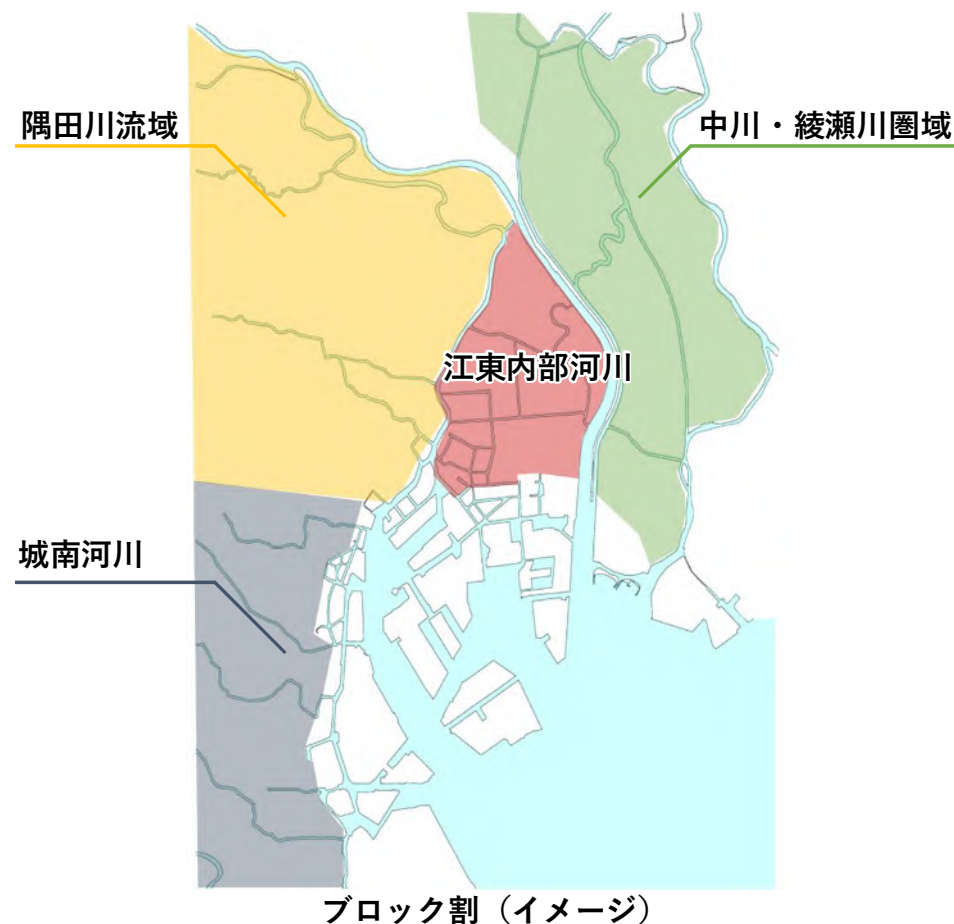 隅田川流域
中川・綾瀬川圏域
江東内部河川
城南河川
ブロック割（イメージ）